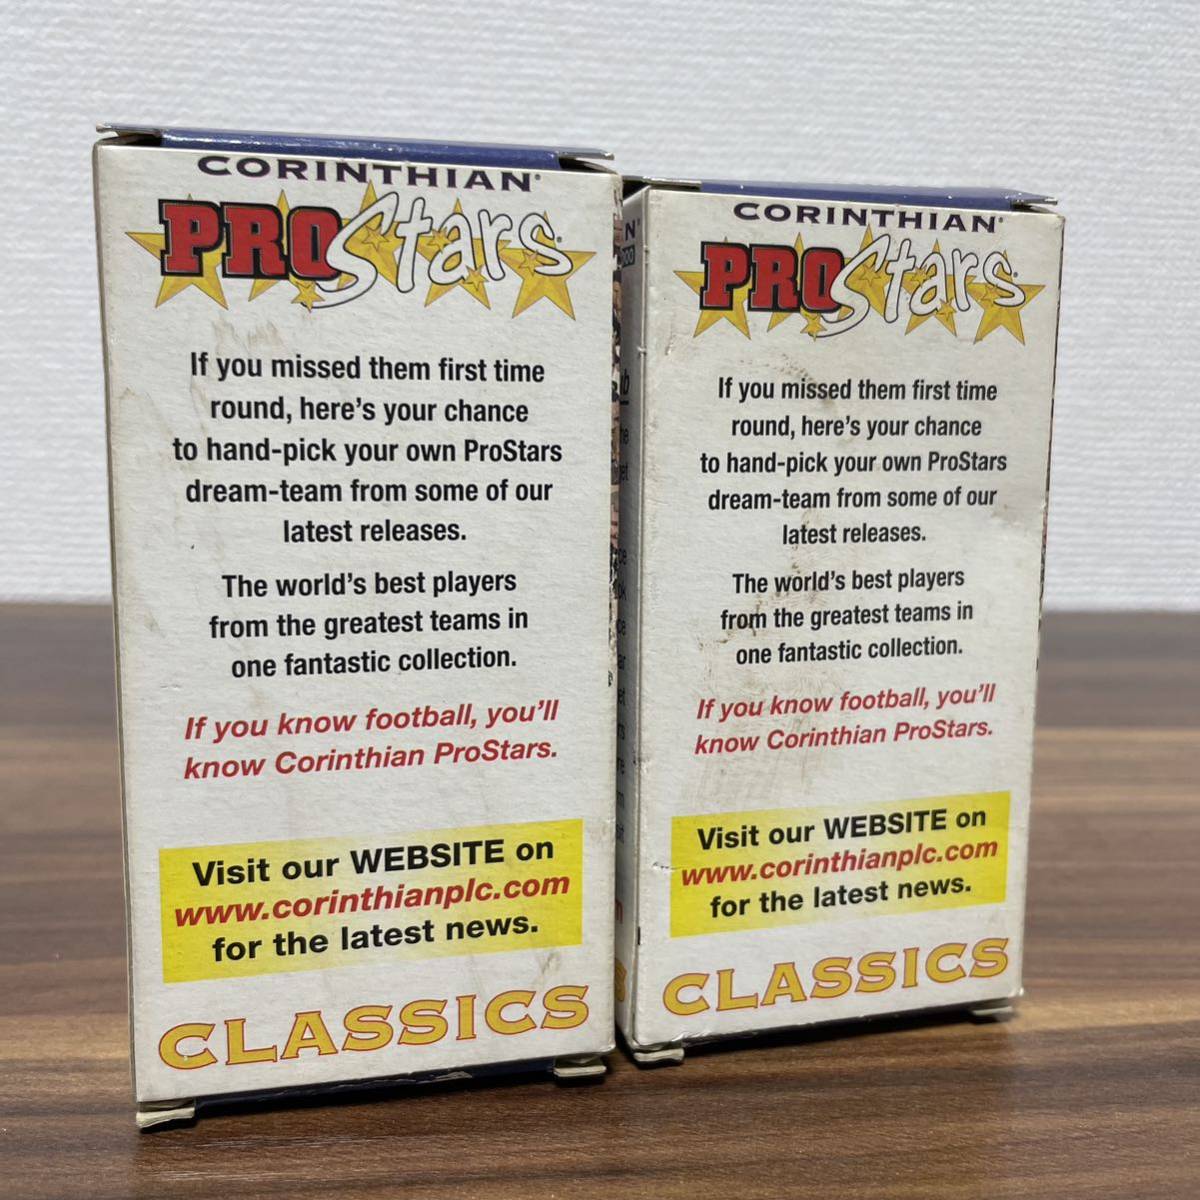 CORINTHIAN
PROStars
If you missed them first time
round, here's your chance
to hand-pick your own ProStars
dream-team from some of our
latest releases.
The world's best players
from the greatest teams in
one fantastic collection.
If you know football, you'll
know Corinthian ProStars.
Visit our WEBSITE on
www.corinthianplc.com
for the latest news.
CLASSICS
CORINTHIAN
PROStars
If you missed them first time
round, here's your chance
to hand-pick your own ProStars
dream-team from some of our
latest releases.
The world's best players
from the greatest teams in
one fantastic collection.
If you know football, you'll
know Corinthian ProStars.
Visit our WEBSITE on
www.corinthianplc.com
for the latest news.
CLASSICS